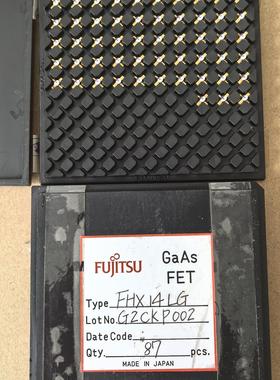 FUJITSU
GaAs
FET
Type FHX14LG
Lot No. G2CKP002
Date Code
Qty. 87 pcs.
MADE IN JAPAN